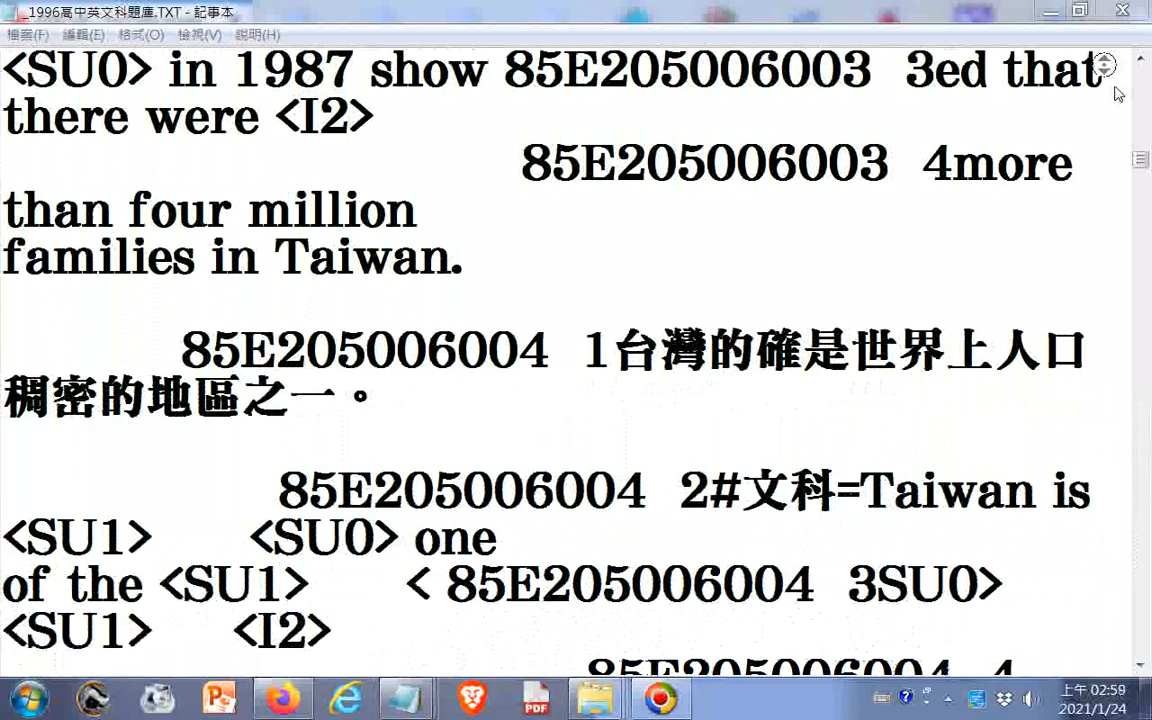 _1996高中英文科題庫.TXT - 記事本
檔案(F) 編輯(E) 格式(O) 檢視(V) 說明(H)
<SU0> in 1987 show 85E205006003 3ed that
there were <I2>
85E205006003 4more
than four million
families in Taiwan.
85E205006004 1台灣的確是世界上人口
稠密的地區之一。
85E205006004 2#文科=Taiwan is
<SU1> <SU0> one
of the <SU1> < 85E205006004 3SU0>
<SU1> <I2>
85E205006004 4
PDF
上午 02:59
2021/1/24